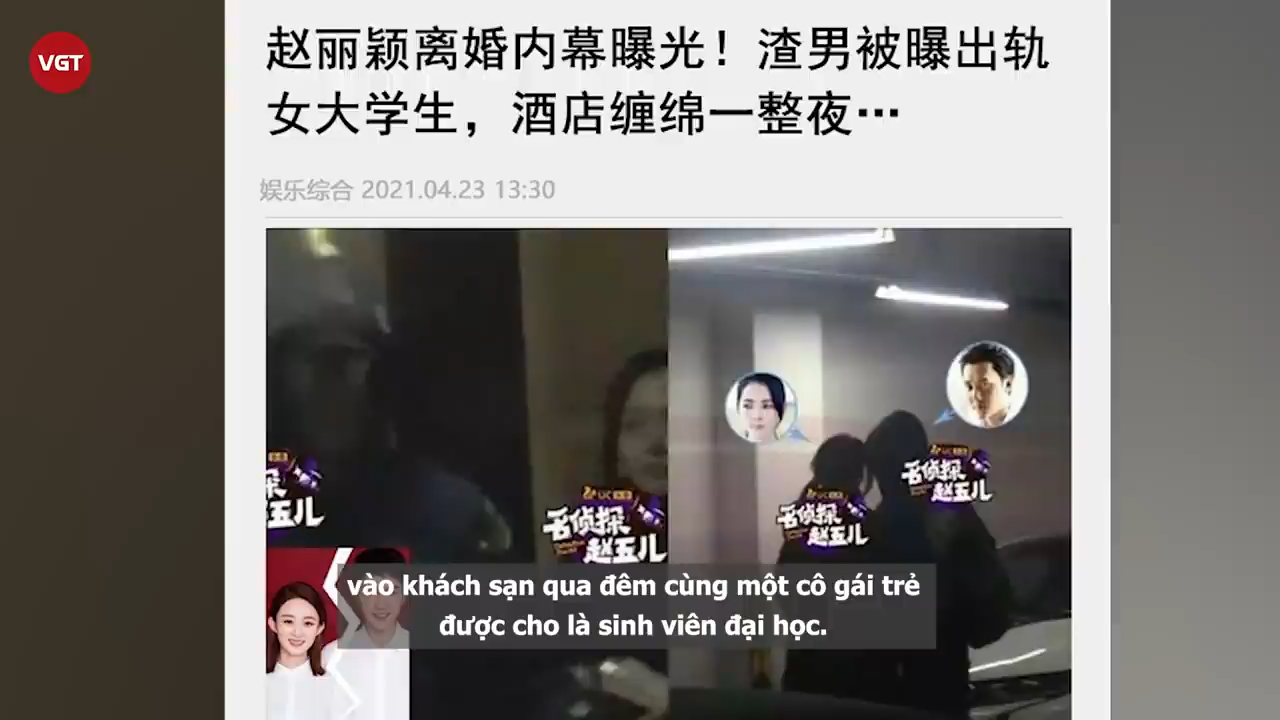 VGT
赵丽颖离婚内幕曝光！渣男被曝出轨
女大学生，酒店缠绵一整夜…
娱乐综合 2021.04.23 13:30
名侦探
赵五儿
名侦探
赵五儿
名侦探
赵五儿
探
五儿
vào khách sạn qua đêm cùng một cô gái trẻ
được cho là sinh viên đại học.